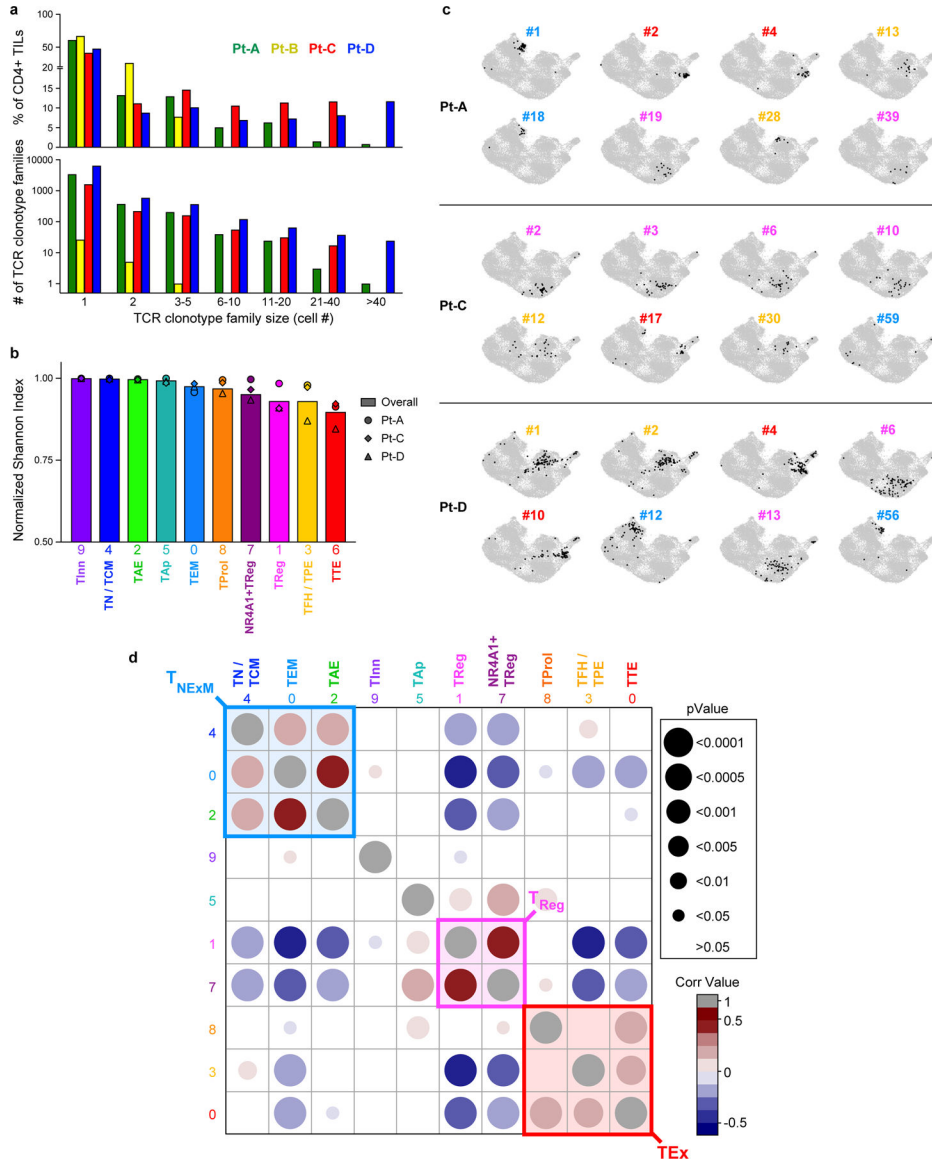 a
Pt-A Pt-B Pt-C Pt-D
% of CD4+ TILs
100
50
20
15
10
5
0
# of TCR clonotype families
10000
1000
100
10
1
1 2 3-5 6-10 11-20 21-40 >40
TCR clonotype family size (cell #)
b
Normalized Shannon Index
1.00
0.75
0.50
Overall
Pt-A
Pt-C
Pt-D
9 4 2 5 0 8 7 1 3 6
TInn
TN / TCM
TAE
TAp
TEM
TProl
NR4A1+TReg
TReg
TFH / TPE
TTE
c
Pt-A
#1 #2 #4 #13
#18 #19 #28 #39
Pt-C
#2 #3 #6 #10
#12 #17 #30 #59
Pt-D
#1 #2 #4 #6
#10 #12 #13 #56
d
TNExM
TN /
TCM
TEM
TAE
TInn
TAp
TReg
NR4A1+
TReg
TProl
TFH /
TPE
TTE
4 0 2 9 5 1 7 8 3 0
4
0
2
9
5
1
7
8
3
0
TReg
TEx
pValue
<0.0001
<0.0005
<0.001
<0.005
<0.01
<0.05
>0.05
Corr Value
1
0.5
0
-0.5